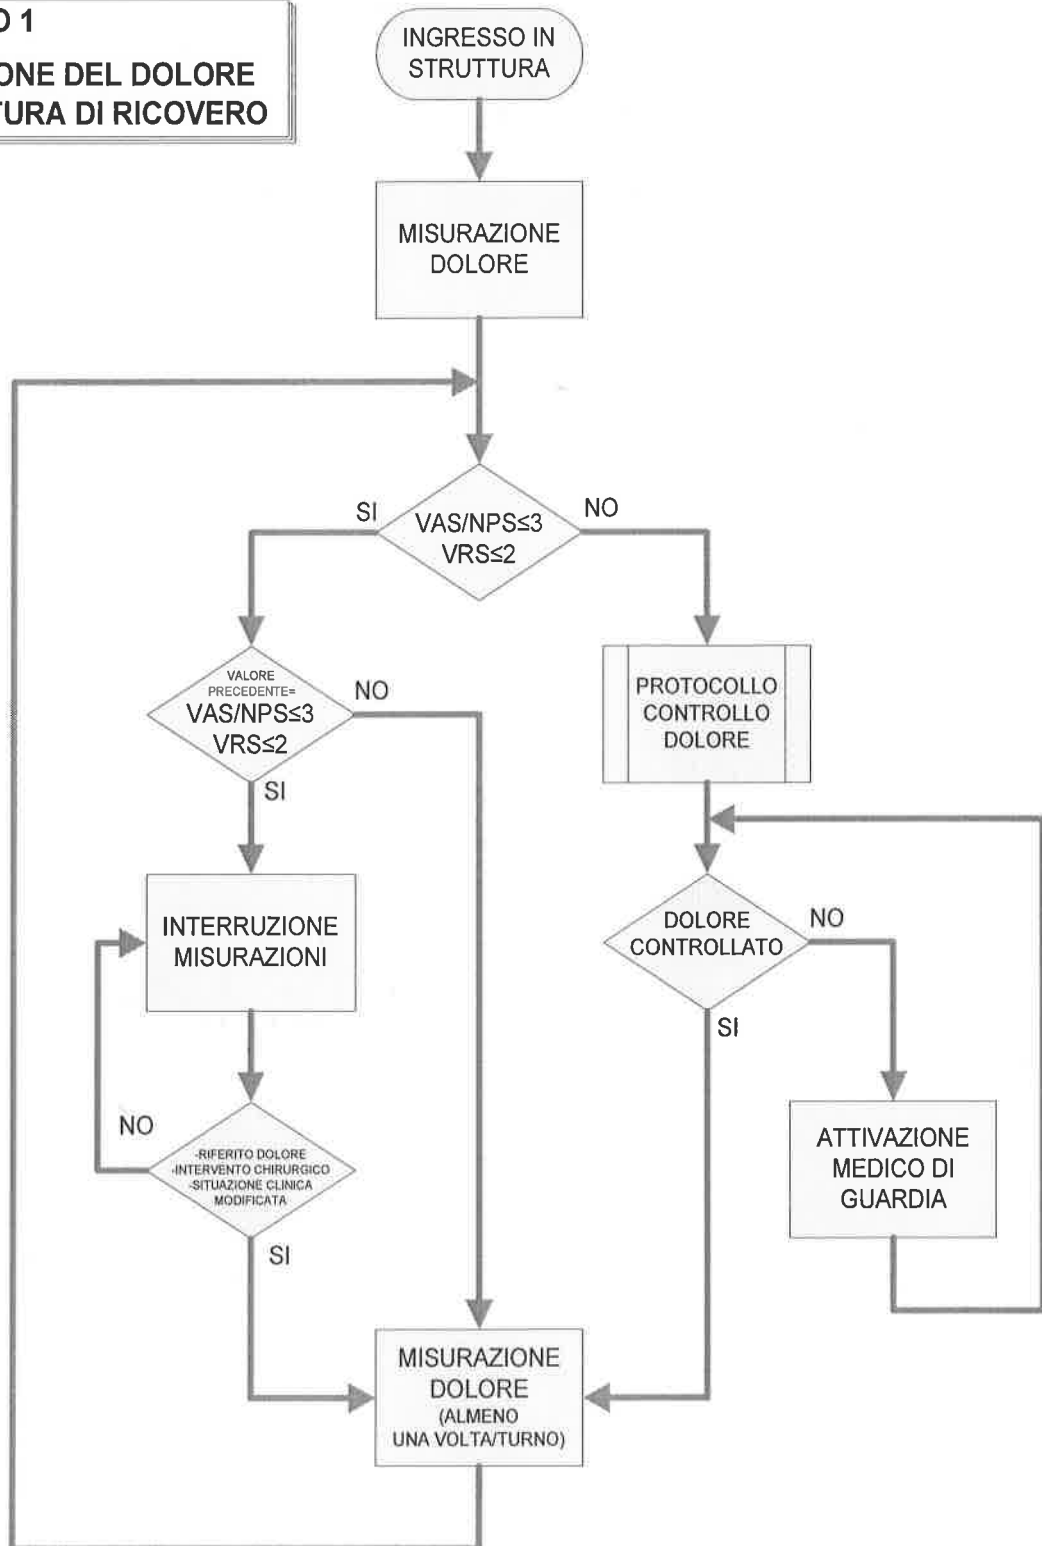 O 1
ONE DEL DOLORE
TURA DI RICOVERO
INGRESSO IN
STRUTTURA
MISURAZIONE
DOLORE
SI
NO
VAS/NPS≤3
VRS≤2
VALORE
PRECEDENTE=
VAS/NPS≤3
VRS≤2
NO
SI
PROTOCOLLO
CONTROLLO
DOLORE
INTERRUZIONE
MISURAZIONI
DOLORE
CONTROLLATO
NO
SI
NO
-RIFERITO DOLORE
-INTERVENTO CHIRURGICO
-SITUAZIONE CLINICA
MODIFICATA
SI
ATTIVAZIONE
MEDICO DI
GUARDIA
MISURAZIONE
DOLORE
(ALMENO
UNA VOLTA/TURNO)